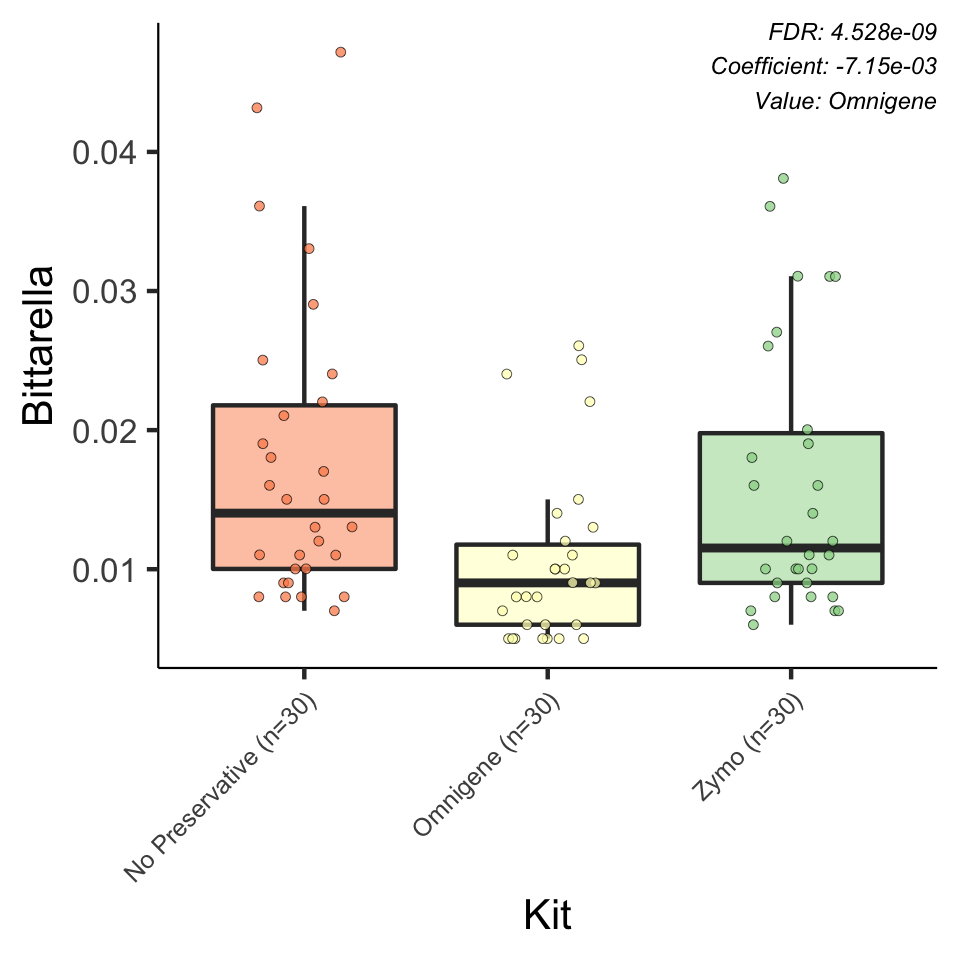 FDR: 4.528e-09
Coefficient: -7.15e-03
Value: Omnigene
Bittarella
0.04
0.03
0.02
0.01
No Preservative (n=30)
Omnigene (n=30)
Zymo (n=30)
Kit